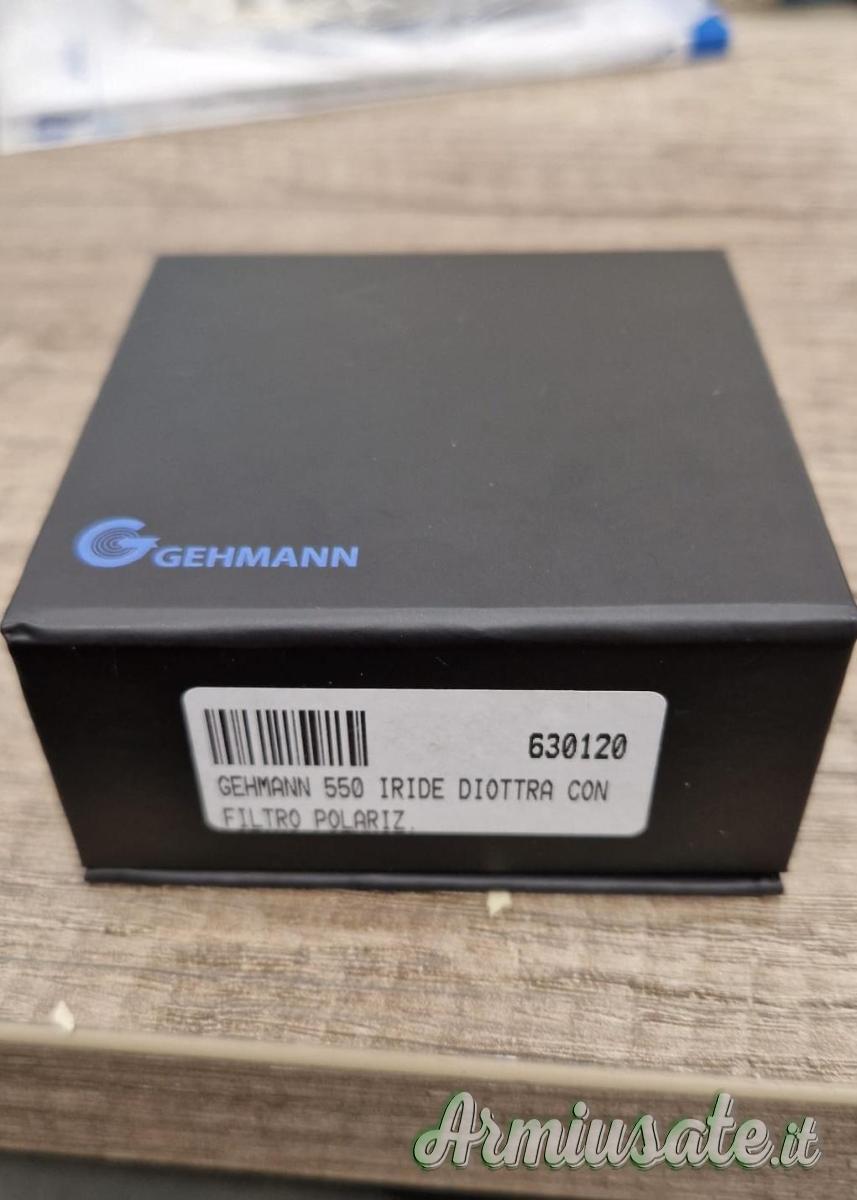 GEHMANN
630120
GEHMANN 550 IRIDE DIOTTRA CON
FILTRO POLARIZ.
Armiusate.it